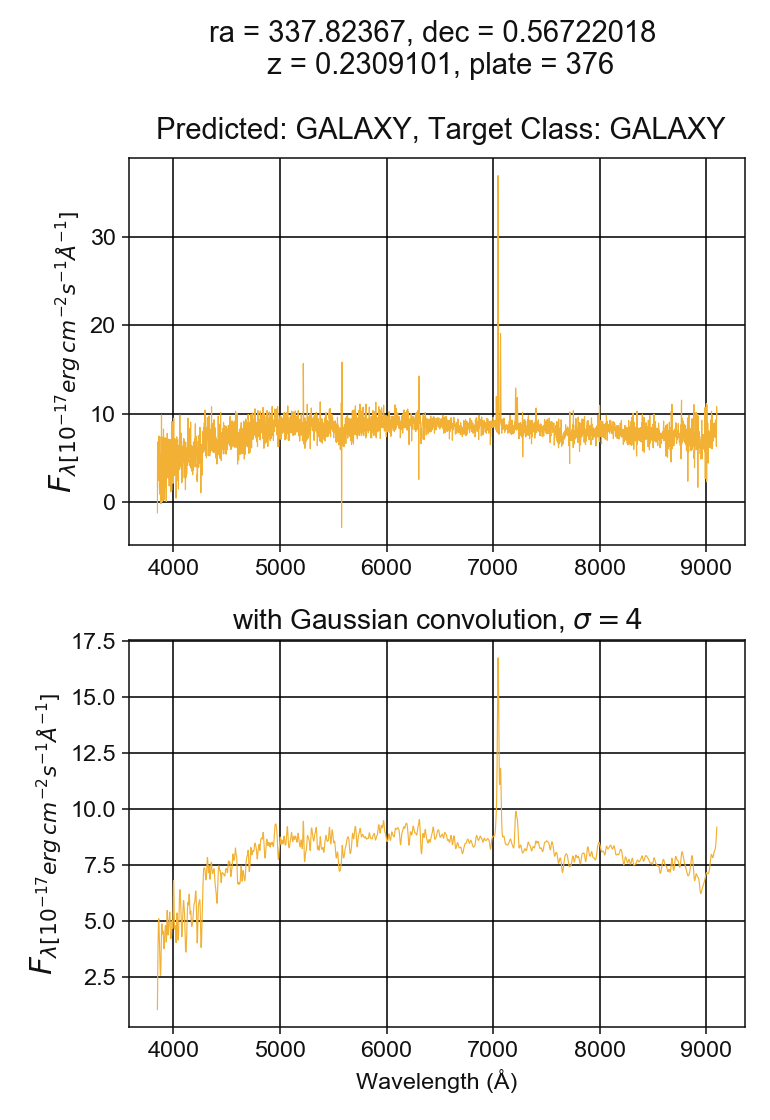 ra = 337.82367, dec = 0.56722018
z = 0.2309101, plate = 376
Predicted: GALAXY, Target Class: GALAXY
30
20
10
0
F_λ[10⁻¹⁷ erg cm⁻² s⁻¹ Å⁻¹]
4000 5000 6000 7000 8000 9000
with Gaussian convolution, σ = 4
17.5
15.0
12.5
10.0
7.5
5.0
2.5
F_λ[10⁻¹⁷ erg cm⁻² s⁻¹ Å⁻¹]
4000 5000 6000 7000 8000 9000
Wavelength (Å)